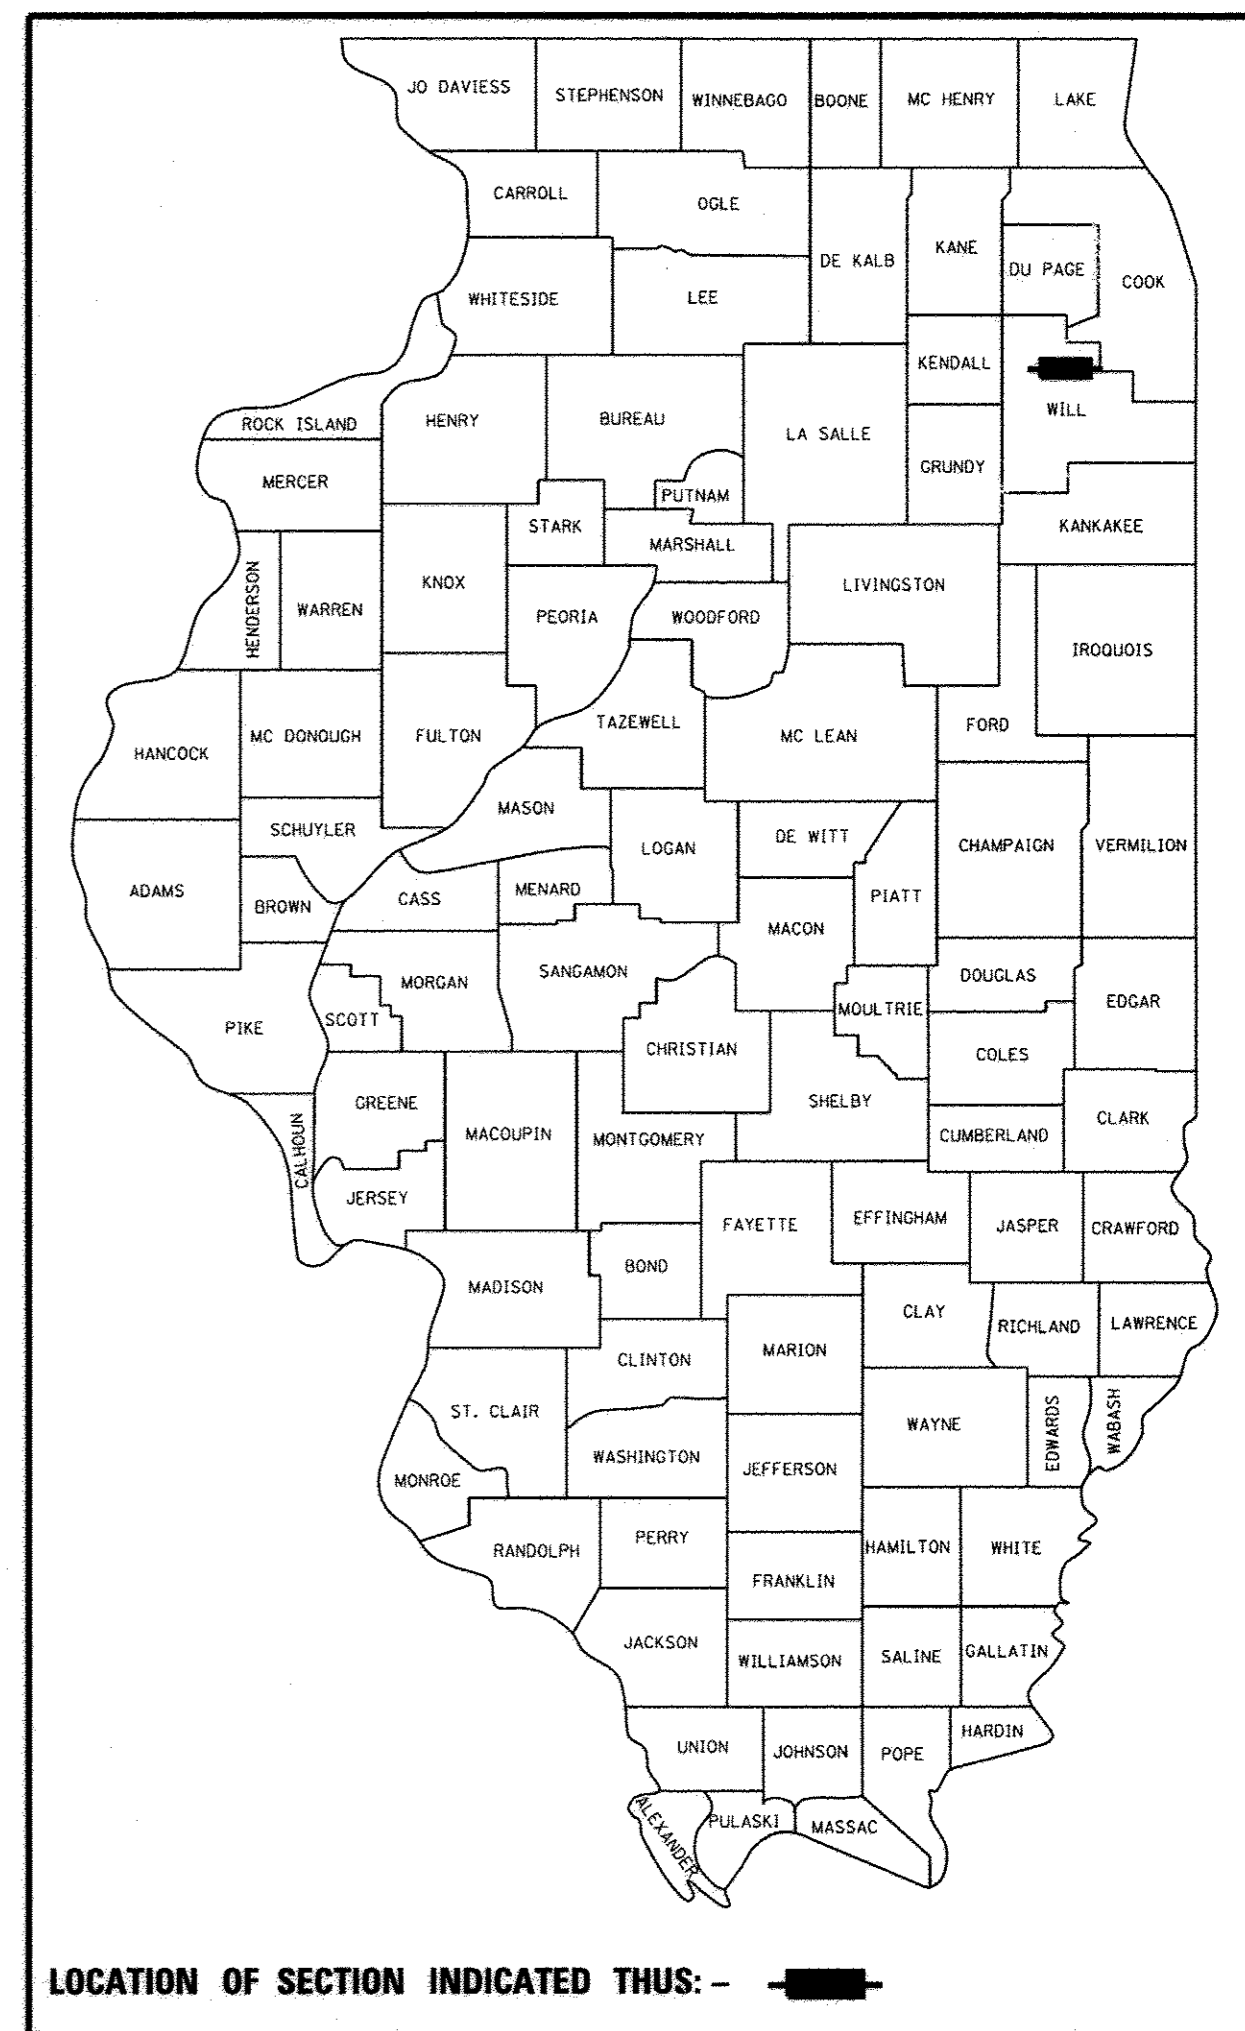 JO DAVIESS
STEPHENSON
WINNEBAGO
BOONE
MC HENRY
LAKE
CARROLL
OGLE
DE KALB
KANE
DU PAGE
COOK
WHITESIDE
LEE
KENDALL
WILL
ROCK ISLAND
HENRY
BUREAU
LA SALLE
GRUNDY
MERCER
PUTNAM
KANKAKEE
STARK
MARSHALL
HENDERSON
WARREN
KNOX
PEORIA
WOODFORD
LIVINGSTON
IROQUOIS
HANCOCK
MC DONOUGH
FULTON
TAZEWELL
MC LEAN
FORD
MASON
SCHUYLER
LOGAN
DE WITT
CHAMPAIGN
VERMILION
ADAMS
BROWN
CASS
MENARD
PIATT
MACON
MORGAN
SANGAMON
DOUGLAS
EDGAR
PIKE
SCOTT
CHRISTIAN
MOULTRIE
COLES
GREENE
SHELBY
CALHOUN
MACOUPIN
MONTGOMERY
CUMBERLAND
CLARK
JERSEY
FAYETTE
EFFINGHAM
JASPER
CRAWFORD
MADISON
BOND
CLAY
RICHLAND
LAWRENCE
CLINTON
MARION
ST. CLAIR
WAYNE
EDWARDS
WABASH
MONROE
WASHINGTON
JEFFERSON
RANDOLPH
PERRY
HAMILTON
WHITE
FRANKLIN
JACKSON
WILLIAMSON
SALINE
GALLATIN
UNION
JOHNSON
POPE
HARDIN
ALEXANDER
PULASKI
MASSAC
LOCATION OF SECTION INDICATED THUS: –